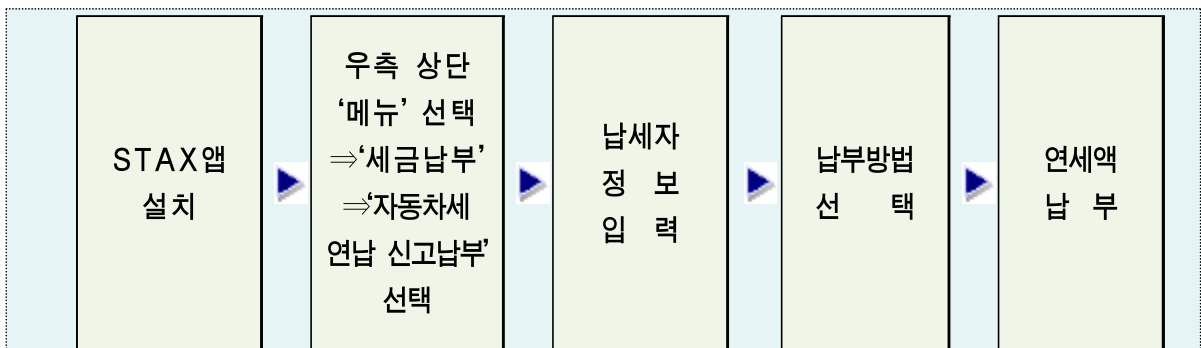 STAX앱
설치
우측 상단
‘메뉴’ 선택
⇒‘세금납부’
⇒‘자동차세
연납 신고납부’
선택
납세자
정 보
입 력
납부방법
선 택
연세액
납 부